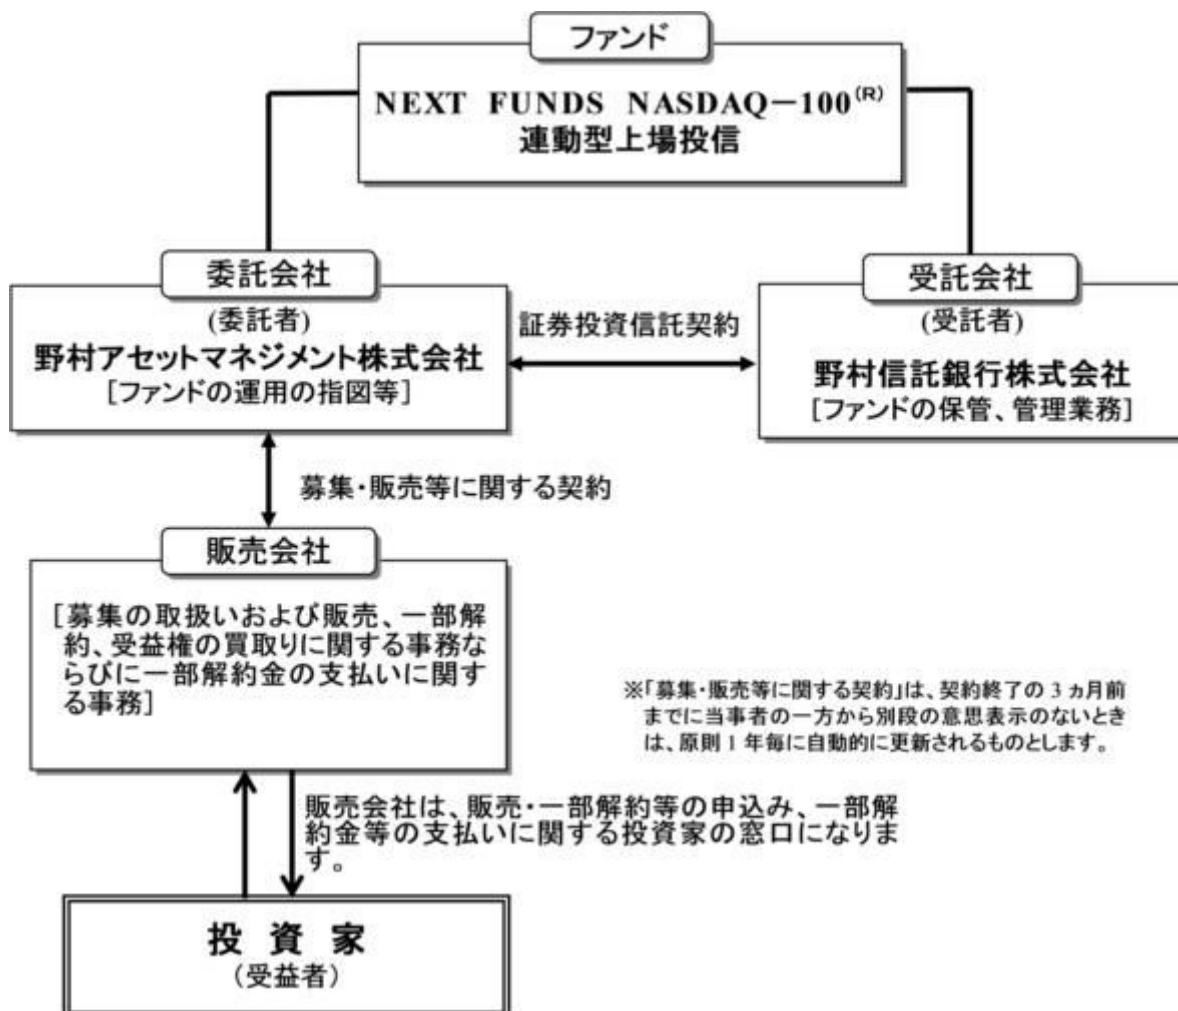 ファンド
NEXT FUNDS NASDAQ－100(R)
連動型上場投信
委託会社
(委託者)
野村アセットマネジメント株式会社
[ファンドの運用の指図等]
証券投資信託契約
受託会社
(受託者)
野村信託銀行株式会社
[ファンドの保管、管理業務]
募集・販売等に関する契約
販売会社
[募集の取扱いおよび販売、一部解
約、受益権の買取りに関する事務な
らびに一部解約金の支払いに関す
る事務]
※「募集・販売等に関する契約」は、契約終了の 3 ヵ月前
までに当事者の一方から別段の意思表示のないとき
は、原則 1 年毎に自動的に更新されるものとします。
販売会社は、販売・一部解約等の申込み、一部解
約金等の支払いに関する投資家の窓口になりま
す。
投 資 家
(受益者)